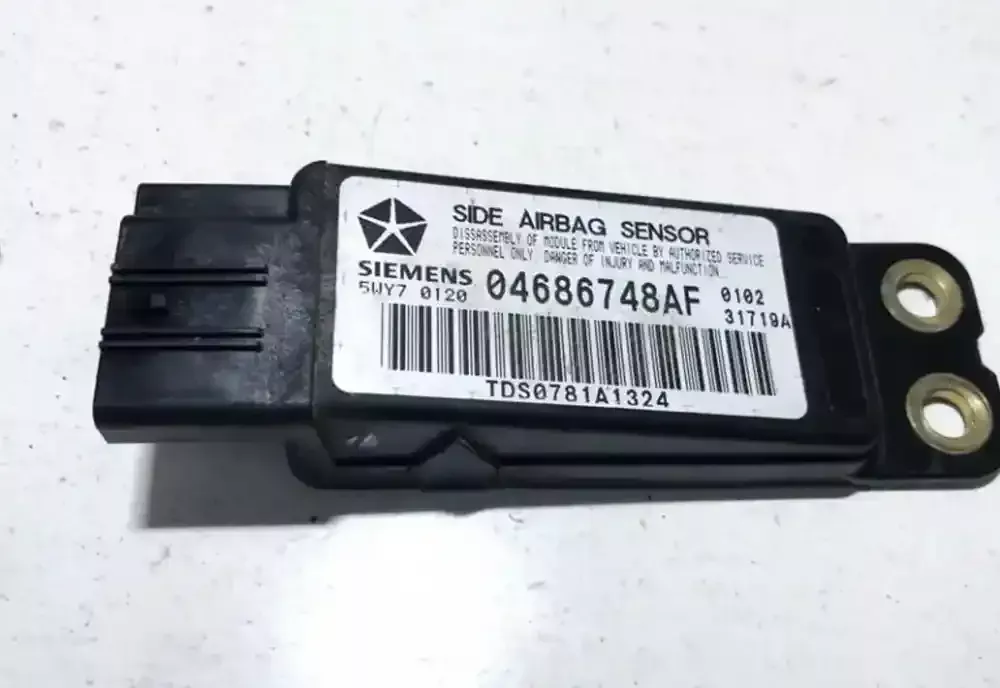 SIDE AIRBAG SENSOR
DISSASSEMBLY OF MODULE FROM VEHICLE BY AUTHORIZED SERVICE
PERSONNEL ONLY. DANGER OF INJURY AND MALFUNCTION.
SIEMENS
5WY7 0120
04686748AF
0102
31719A
TDS0781A1324